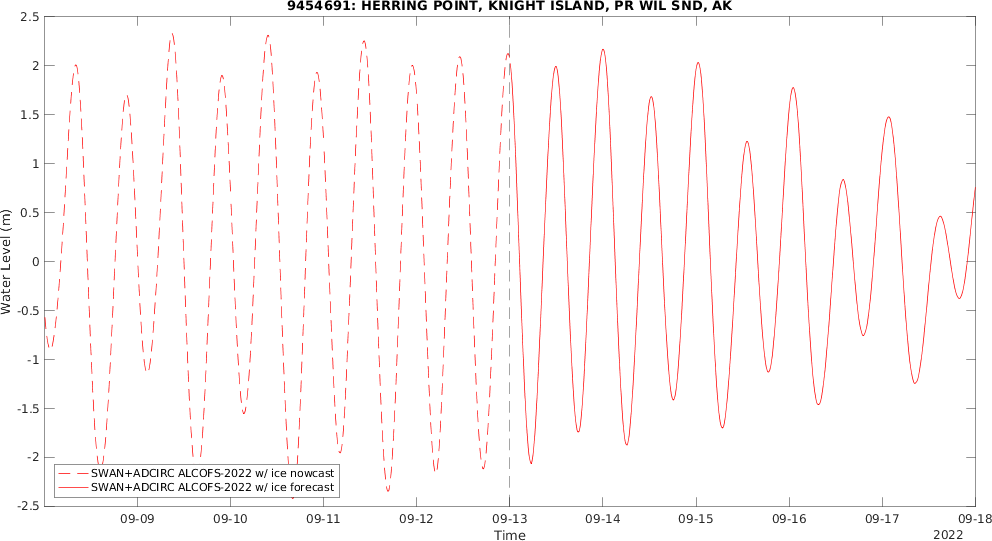 9454691: HERRING POINT, KNIGHT ISLAND, PR WIL SND, AK
2.5
2
1.5
1
0.5
0
-0.5
-1
-1.5
-2
-2.5
Water Level (m)
SWAN+ADCIRC ALCOFS-2022 w/ ice nowcast
SWAN+ADCIRC ALCOFS-2022 w/ ice forecast
09-09 09-10 09-11 09-12 09-13 09-14 09-15 09-16 09-17 09-18
Time
2022